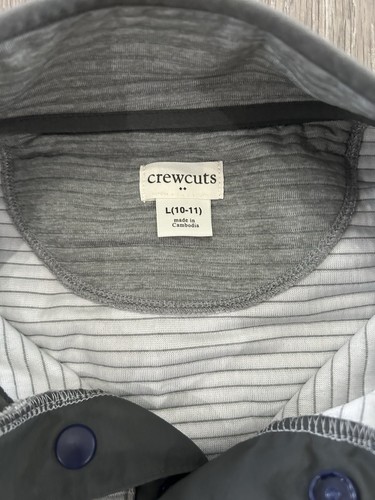 crewcuts
L(10-11)
made in
Cambodia